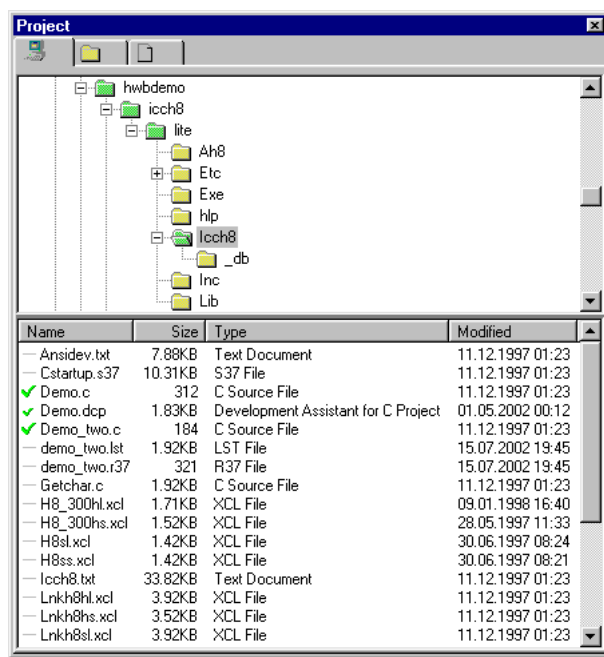 Project
hwbdemo
icch8
lite
Ah8
Etc
Exe
hlp
Icch8
_db
Inc
Lib
Name Size Type Modified
Ansidev.txt 7.88KB Text Document 11.12.1997 01:23
Cstartup.s37 10.31KB S37 File 11.12.1997 01:23
Demo.c 312 C Source File 11.12.1997 01:23
Demo.dcp 1.83KB Development Assistant for C Project 01.05.2002 00:12
Demo_two.c 184 C Source File 11.12.1997 01:23
demo_two.lst 1.92KB LST File 15.07.2002 19:45
demo_two.r37 321 R37 File 15.07.2002 19:45
Getchar.c 1.92KB C Source File 11.12.1997 01:23
H8_300hl.xcl 1.71KB XCL File 09.01.1998 16:40
H8_300hs.xcl 1.52KB XCL File 28.05.1997 11:33
H8sl.xcl 1.42KB XCL File 30.06.1997 08:24
H8ss.xcl 1.42KB XCL File 30.06.1997 08:21
Icch8.txt 33.82KB Text Document 11.12.1997 01:23
Lnkh8hl.xcl 3.92KB XCL File 11.12.1997 01:23
Lnkh8hs.xcl 3.52KB XCL File 11.12.1997 01:23
Lnkh8sl.xcl 3.92KB XCL File 11.12.1997 01:23